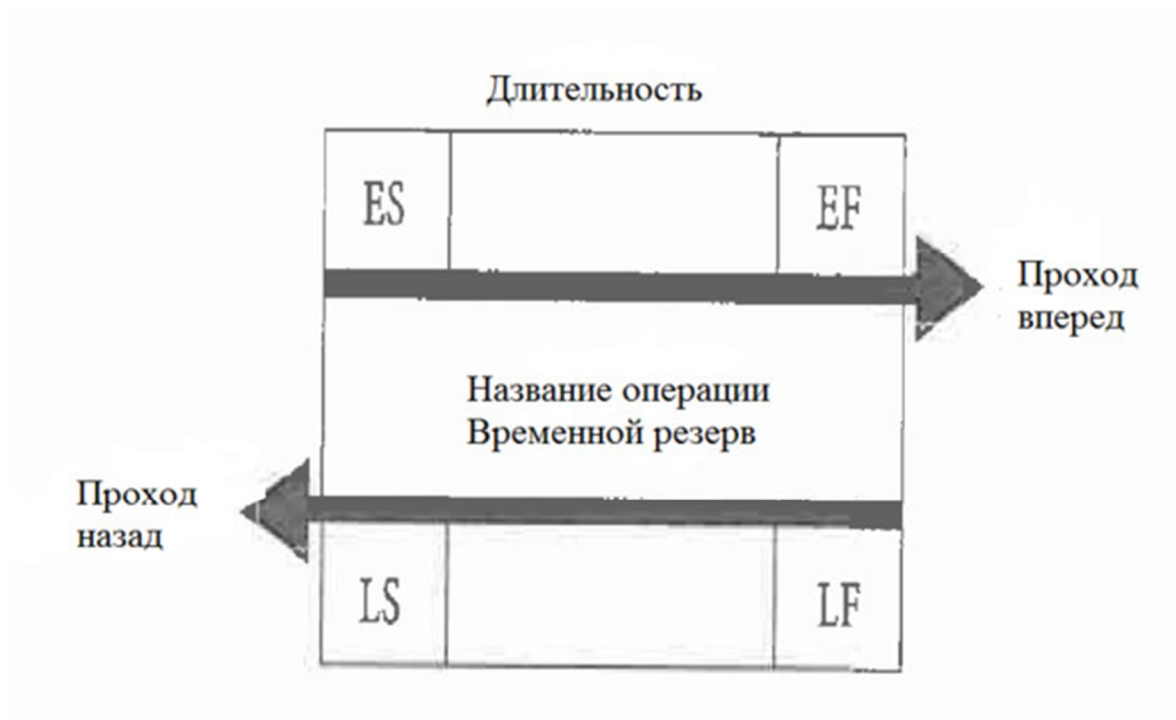 Длительность
ES
EF
Проход
вперед
Название операции
Временной резерв
Проход
назад
LS
LF